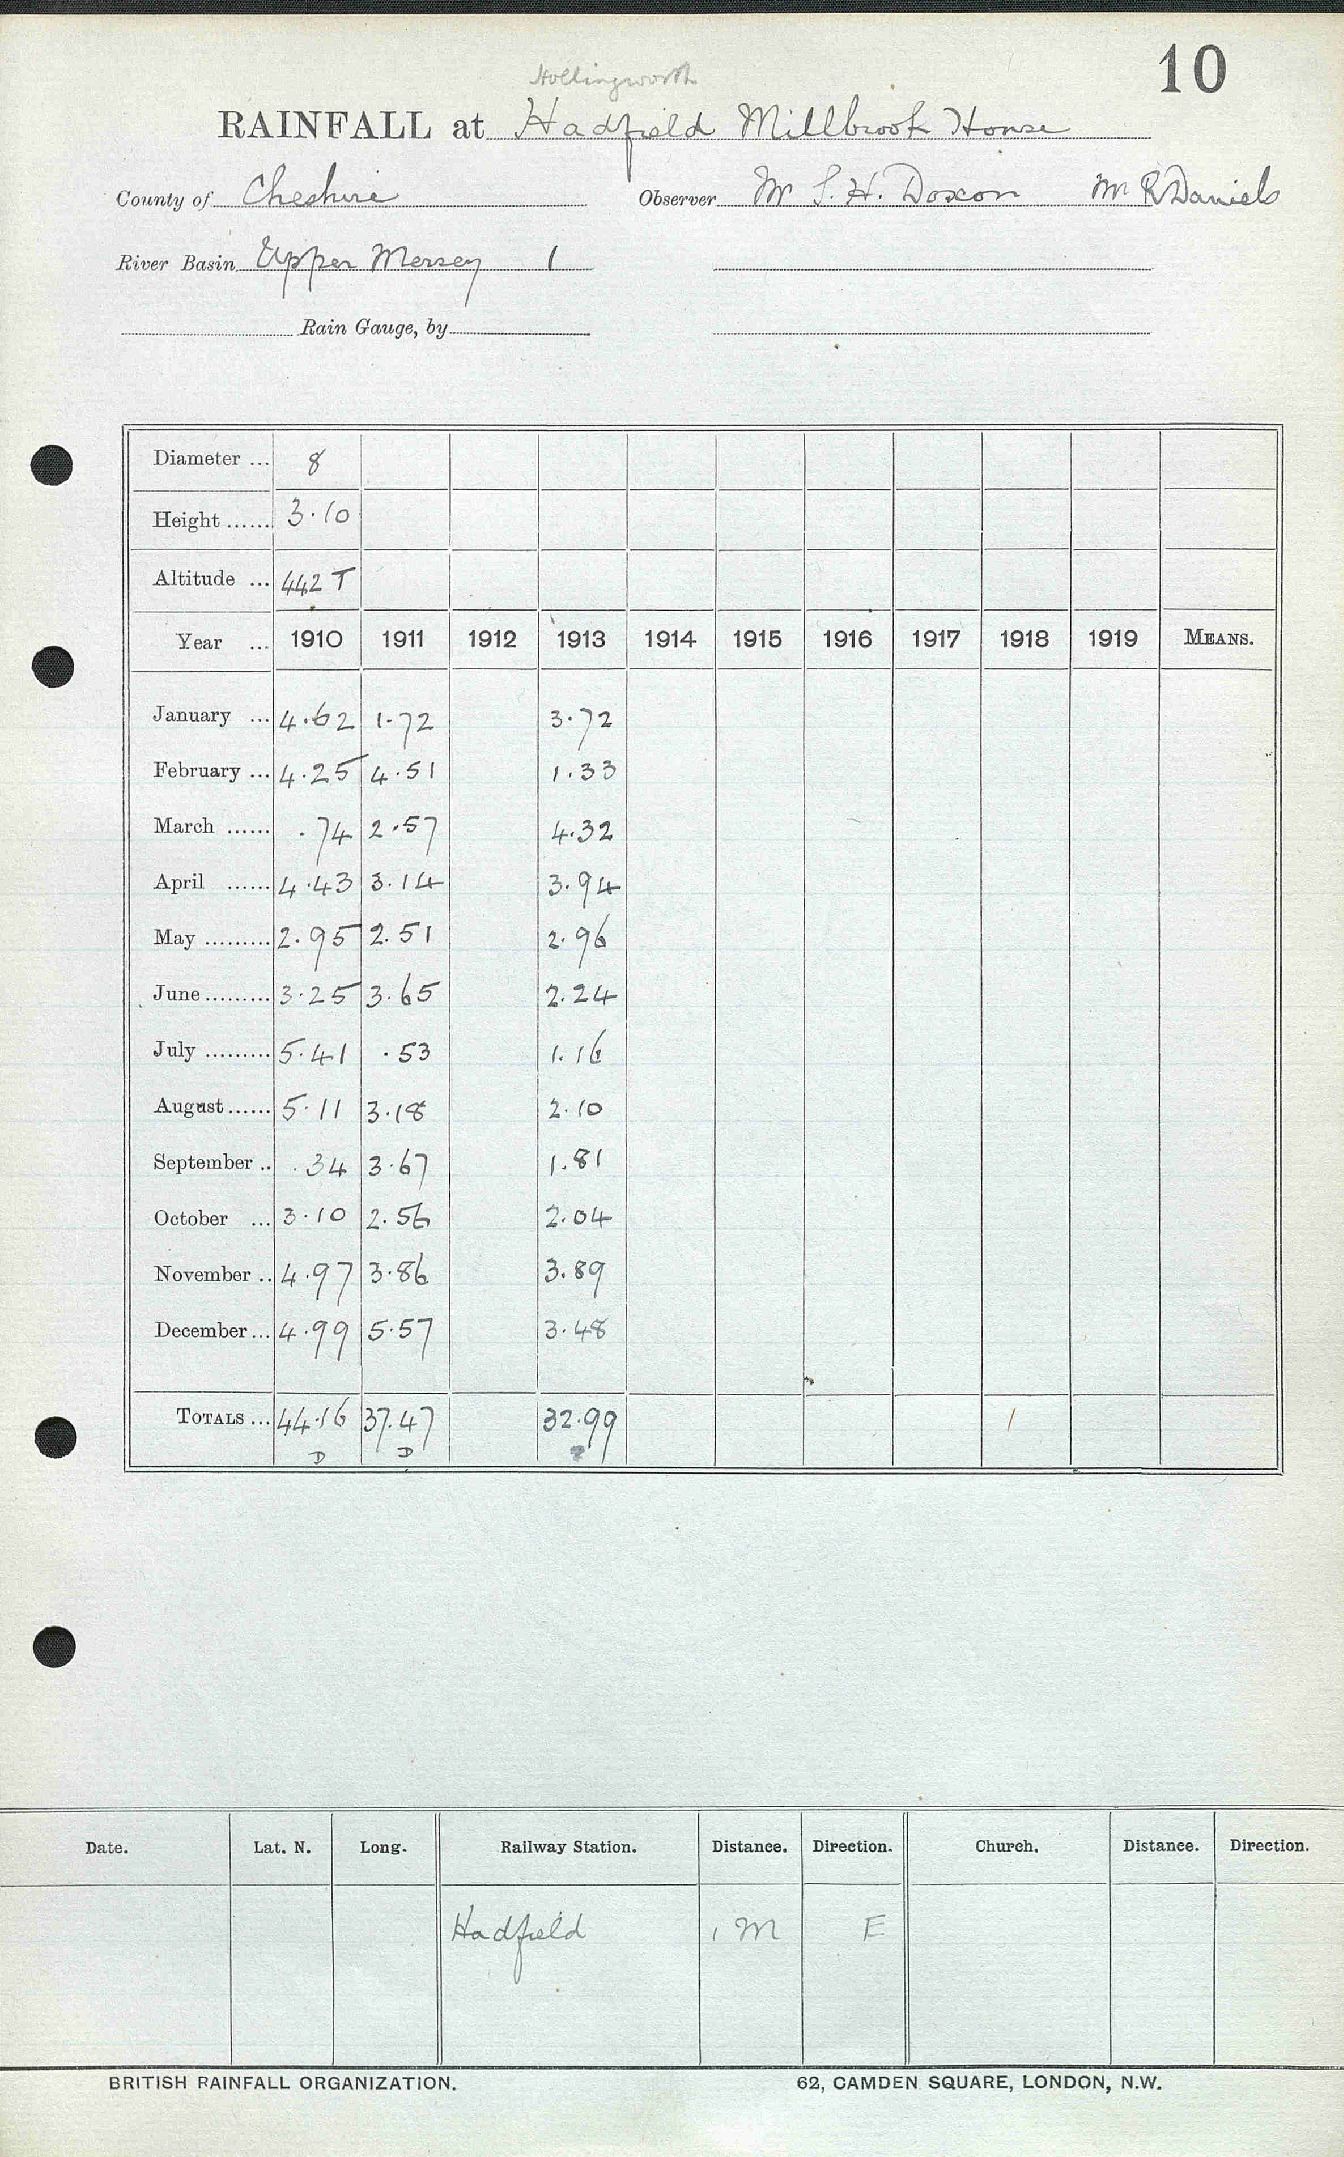 10
Hollingworth
RAINFALL at Hadfield Millbrook House
County of Cheshire Observer Mr S. H. Doxon Mr R Daniels
River Basin Upper Mersey 1
Rain Gauge, by
Diameter ... 8
Height ...... 3.10
Altitude ... 442 T
Year ... 1910 1911 1912 1913 1914 1915 1916 1917 1918 1919 MEANS.
January ... 4.62 1.72 3.72
February ... 4.25 4.51 1.33
March ...... .74 2.57 4.32
April ...... 4.43 3.14 3.94
May ......... 2.95 2.51 2.96
June ......... 3.25 3.65 2.24
July ......... 5.41 .53 1.16
August ...... 5.11 3.18 2.10
September .. .34 3.67 1.81
October ... 3.10 2.56 2.04
November .. 4.97 3.86 3.89
December ... 4.99 5.57 3.48
TOTALS ... 44.16 37.47 32.99
D D
Date. Lat. N. Long. Railway Station. Distance. Direction. Church. Distance. Direction.
Hadfield 1 M E
BRITISH RAINFALL ORGANIZATION. 62, CAMDEN SQUARE, LONDON, N.W.